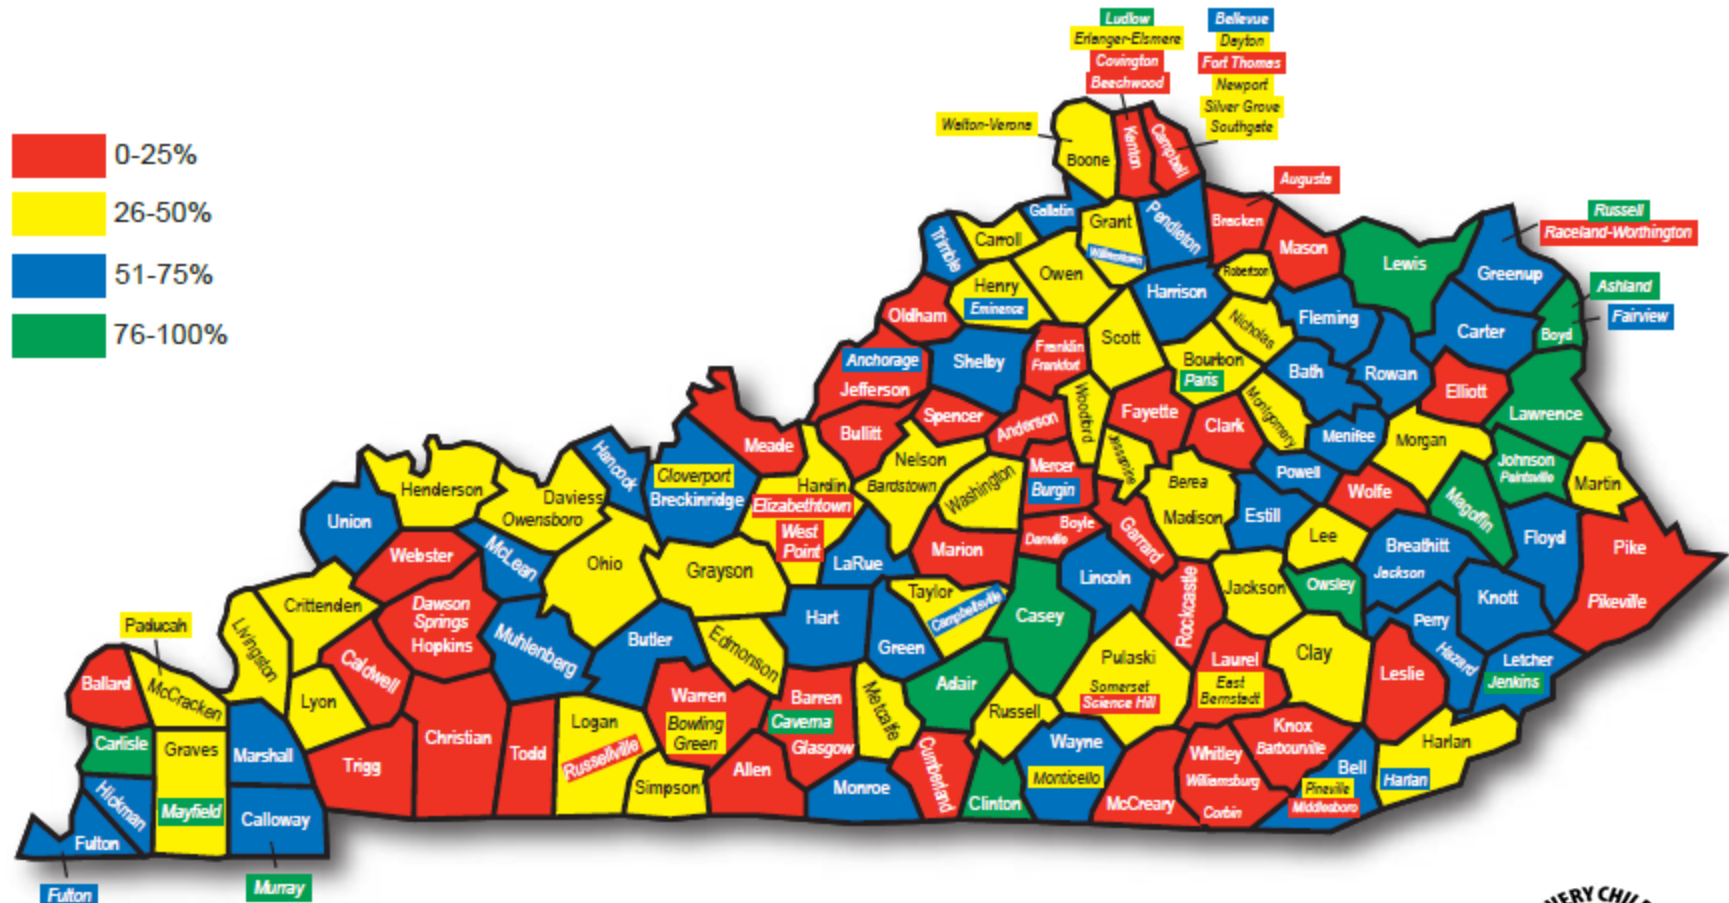 Ludlow
Erlanger-Elsmere
Covington
Beechwood
Bellevue
Dayton
Fort Thomas
Newport
Silver Grove
Southgate
Walton-Verona
0-25%
26-50%
51-75%
76-100%
Boone
Kenton
Campbell
Augusta
Russell
Raceland-Worthington
Ashland
Fairview
Gallatin
Grant
Williamstown
Pendleton
Bracken
Mason
Lewis
Greenup
Trimble
Carroll
Owen
Robertson
Henry
Eminence
Harrison
Oldham
Nicholas
Fleming
Carter
Boyd
Scott
Franklin
Frankfort
Shelby
Anchorage
Jefferson
Bourbon
Paris
Bath
Rowan
Elliott
Lawrence
Spencer
Anderson
Woodford
Fayette
Clark
Montgomery
Menifee
Morgan
Meade
Bullitt
Nelson
Bardstown
Washington
Mercer
Burgin
Jessamine
Berea
Madison
Powell
Wolfe
Magoffin
Johnson
Paintsville
Martin
Hancock
Cloverport
Breckinridge
Hardin
Elizabethtown
West
Point
Henderson
Daviess
Owensboro
Union
Webster
McLean
Ohio
Grayson
LaRue
Marion
Boyle
Danville
Garrard
Estill
Lee
Breathitt
Jackson
Floyd
Pike
Pikeville
Crittenden
Livingston
Dawson
Springs
Hopkins
Muhlenberg
Butler
Edmonson
Hart
Green
Taylor
Campbellsville
Casey
Lincoln
Rockcastle
Jackson
Owsley
Perry
Hazard
Knott
Letcher
Jenkins
Paducah
Ballard
McCracken
Lyon
Caldwell
Warren
Bowling
Green
Barren
Caverna
Glasgow
Metcalfe
Adair
Russell
Pulaski
Somerset
Science Hill
Laurel
East
Bernstadt
Clay
Leslie
Carlisle
Graves
Mayfield
Marshall
Trigg
Christian
Todd
Logan
Russellville
Simpson
Allen
Monroe
Cumberland
Clinton
Wayne
Monticello
McCreary
Whitley
Williamsburg
Corbin
Knox
Barbourville
Bell
Pineville
Middlesboro
Harlan
Harlan
Hickman
Fulton
Calloway
Fulton
Murray